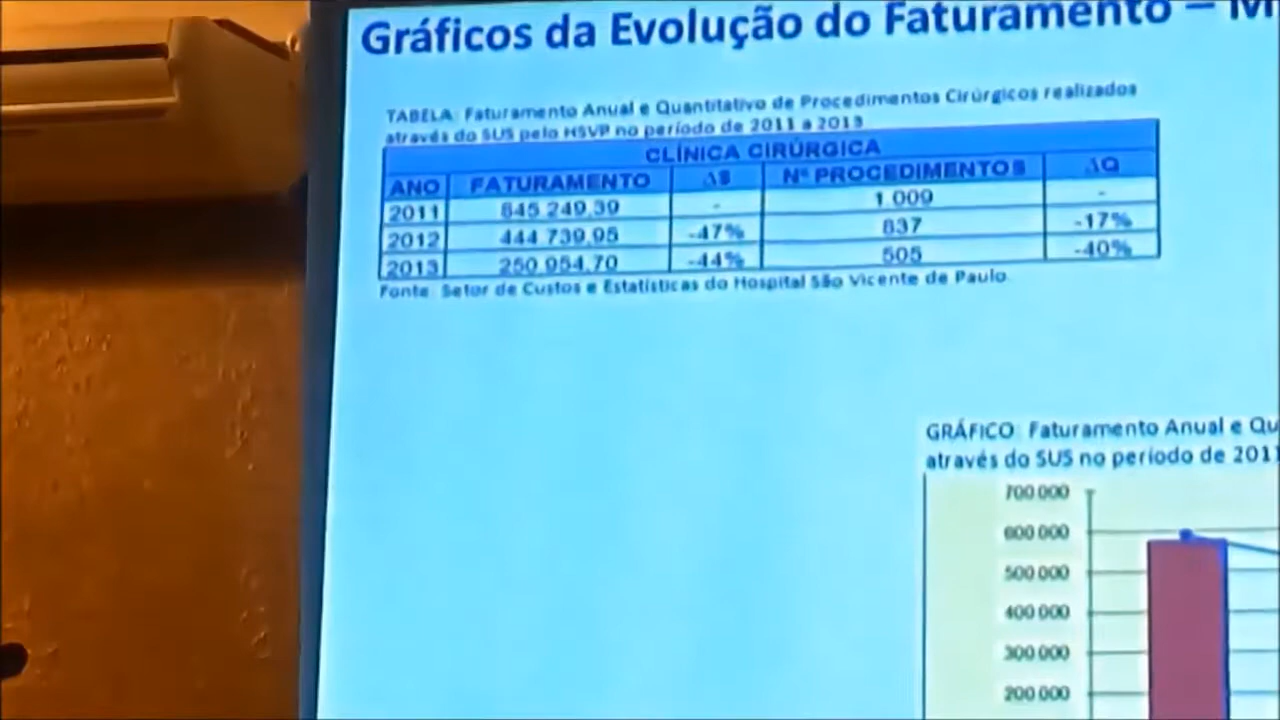 Gráficos da Evolução do Faturamento – M
TABELA: Faturamento Anual e Quantitativo de Procedimentos Cirúrgicos realizados
através do SUS pelo HSVP no período de 2011 a 2013
CLÍNICA CIRÚRGICA
ANO FATURAMENTO Δ$ Nº PROCEDIMENTOS ΔQ
2011 845 249,39 - 1 009 -
2012 444 739,95 -47% 837 -17%
2013 250 954,70 -44% 505 -40%
Fonte: Setor de Custos e Estatísticas do Hospital São Vicente de Paulo.
GRÁFICO: Faturamento Anual e Qu
através do SUS no período de 2011
700 000
600 000
500 000
400 000
300 000
200 000